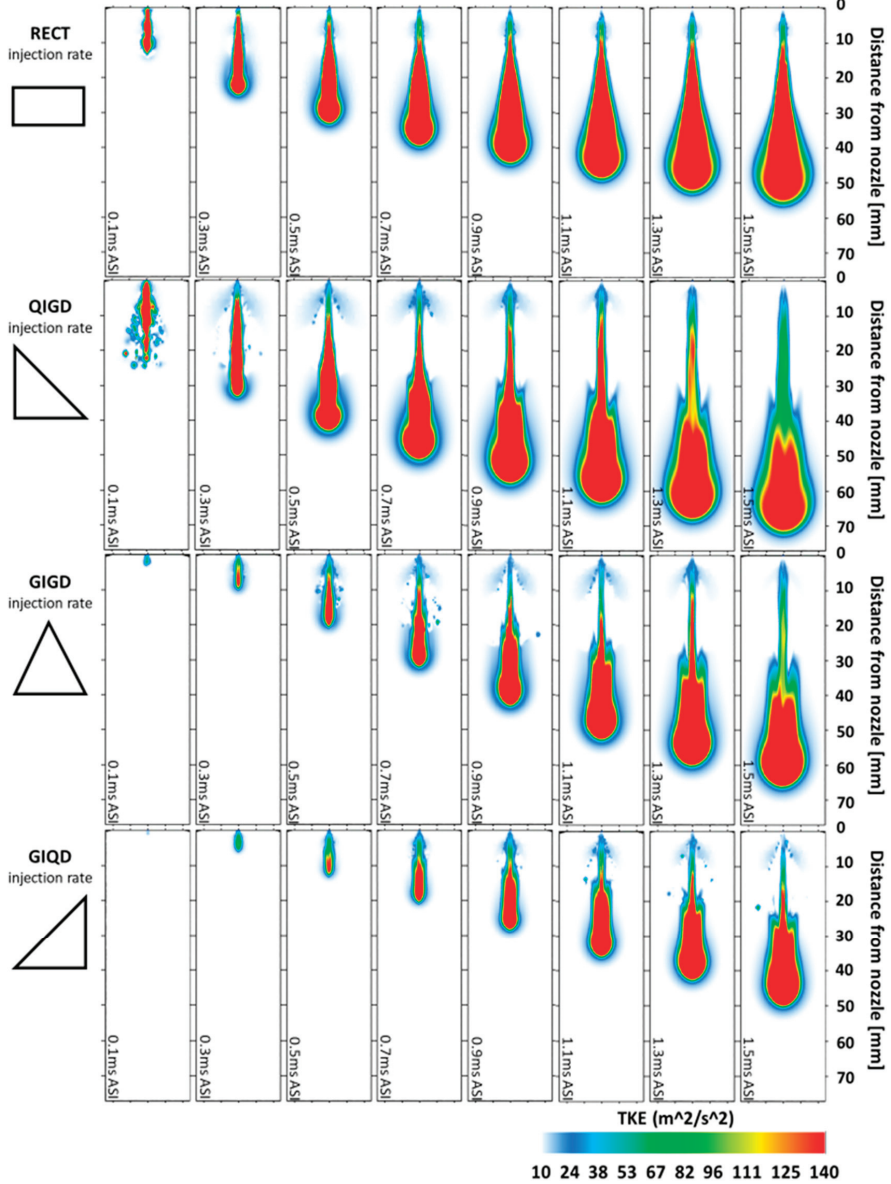 RECT
injection rate
0.1ms ASI
0.3ms ASI
0.5ms ASI
0.7ms ASI
0.9ms ASI
1.1ms ASI
1.3ms ASI
1.5ms ASI
0
10
20
30
40
50
60
70
Distance from nozzle [mm]
QIGD
injection rate
0.1ms ASI
0.3ms ASI
0.5ms ASI
0.7ms ASI
0.9ms ASI
1.1ms ASI
1.3ms ASI
1.5ms ASI
0
10
20
30
40
50
60
70
Distance from nozzle [mm]
GIGD
injection rate
0.1ms ASI
0.3ms ASI
0.5ms ASI
0.7ms ASI
0.9ms ASI
1.1ms ASI
1.3ms ASI
1.5ms ASI
0
10
20
30
40
50
60
70
Distance from nozzle [mm]
GIQD
injection rate
0.1ms ASI
0.3ms ASI
0.5ms ASI
0.7ms ASI
0.9ms ASI
1.1ms ASI
1.3ms ASI
1.5ms ASI
0
10
20
30
40
50
60
70
Distance from nozzle [mm]
TKE (m^2/s^2)
10 24 38 53 67 82 96 111 125 140